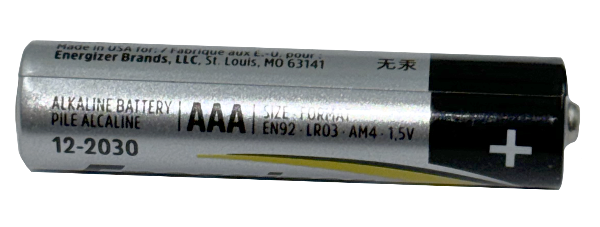 Made in USA for: / Fabriqué aux É.-U. pour :
Energizer Brands, LLC, St. Louis, MO 63141
无汞
ALKALINE BATTERY
PILE ALCALINE
AAA
SIZE · FORMAT
EN92 · LR03 · AM4 · 1,5V
12-2030
+